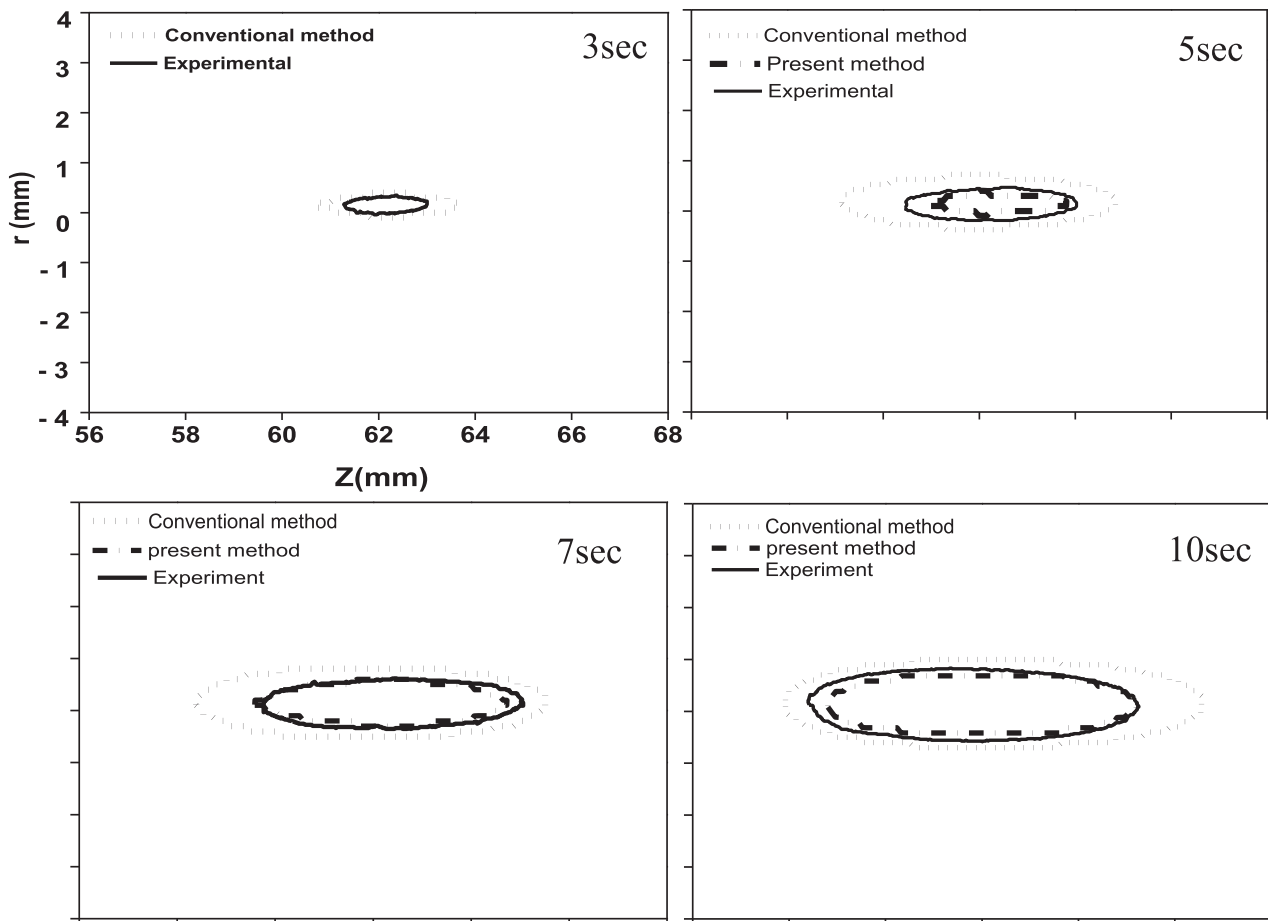 4
3
2
1
0
- 1
- 2
- 3
- 4
r (mm)
Conventional method
Experimental
3sec
56
58
60
62
64
66
68
Z(mm)
Conventional method
Present method
Experimental
5sec
Conventional method
present method
Experiment
7sec
Conventional method
present method
Experiment
10sec